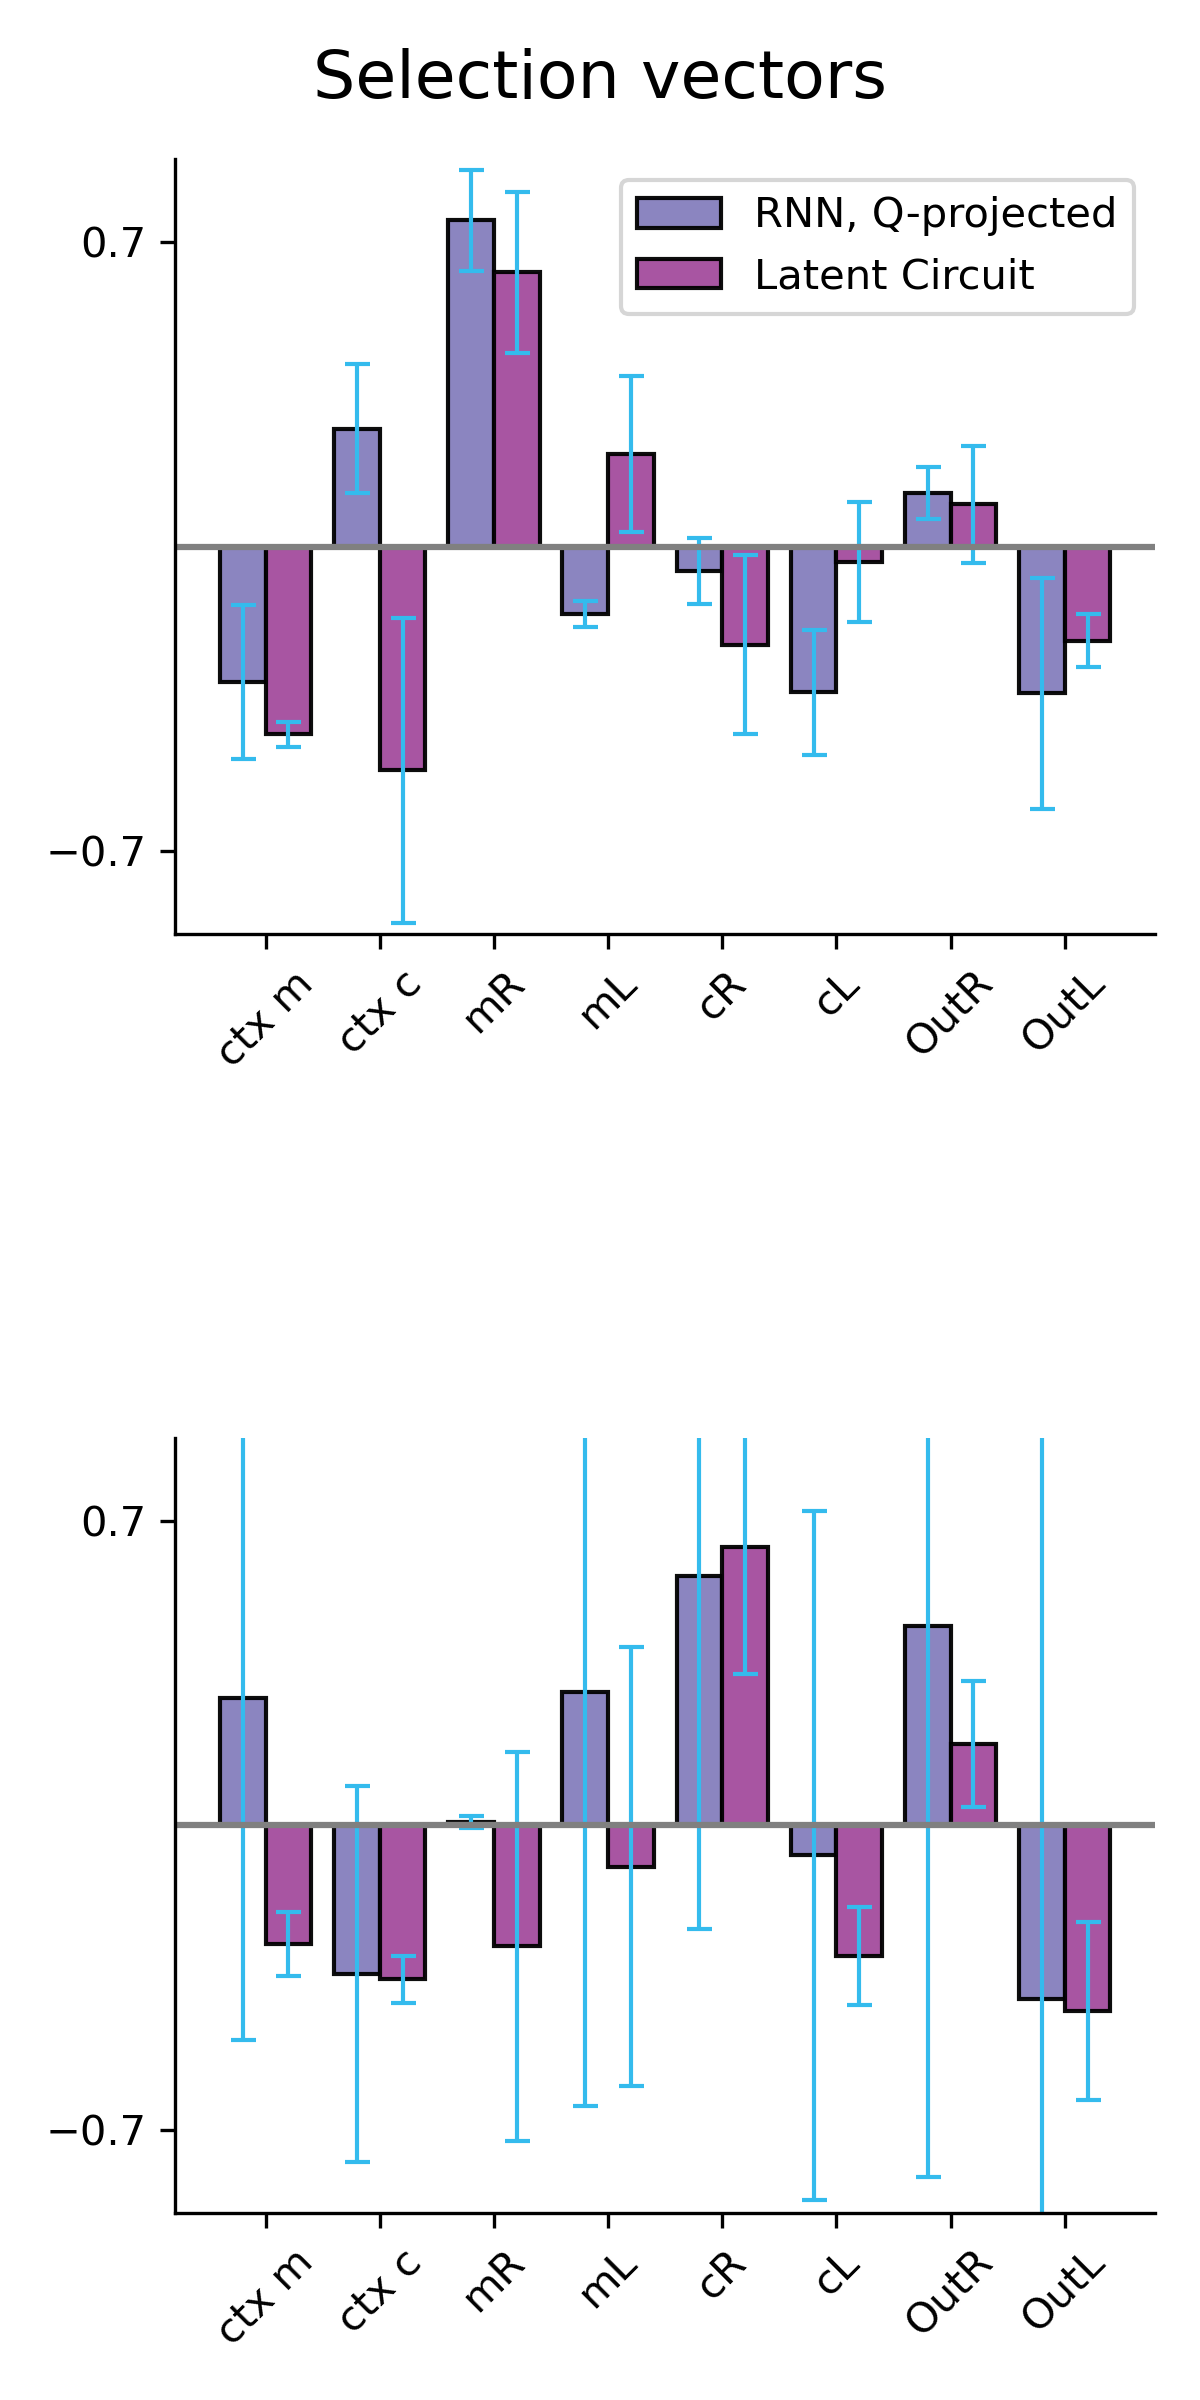 Selection vectors
RNN, Q-projected
Latent Circuit
0.7
−0.7
ctx m
ctx c
mR
mL
cR
cL
OutR
OutL
0.7
−0.7
ctx m
ctx c
mR
mL
cR
cL
OutR
OutL